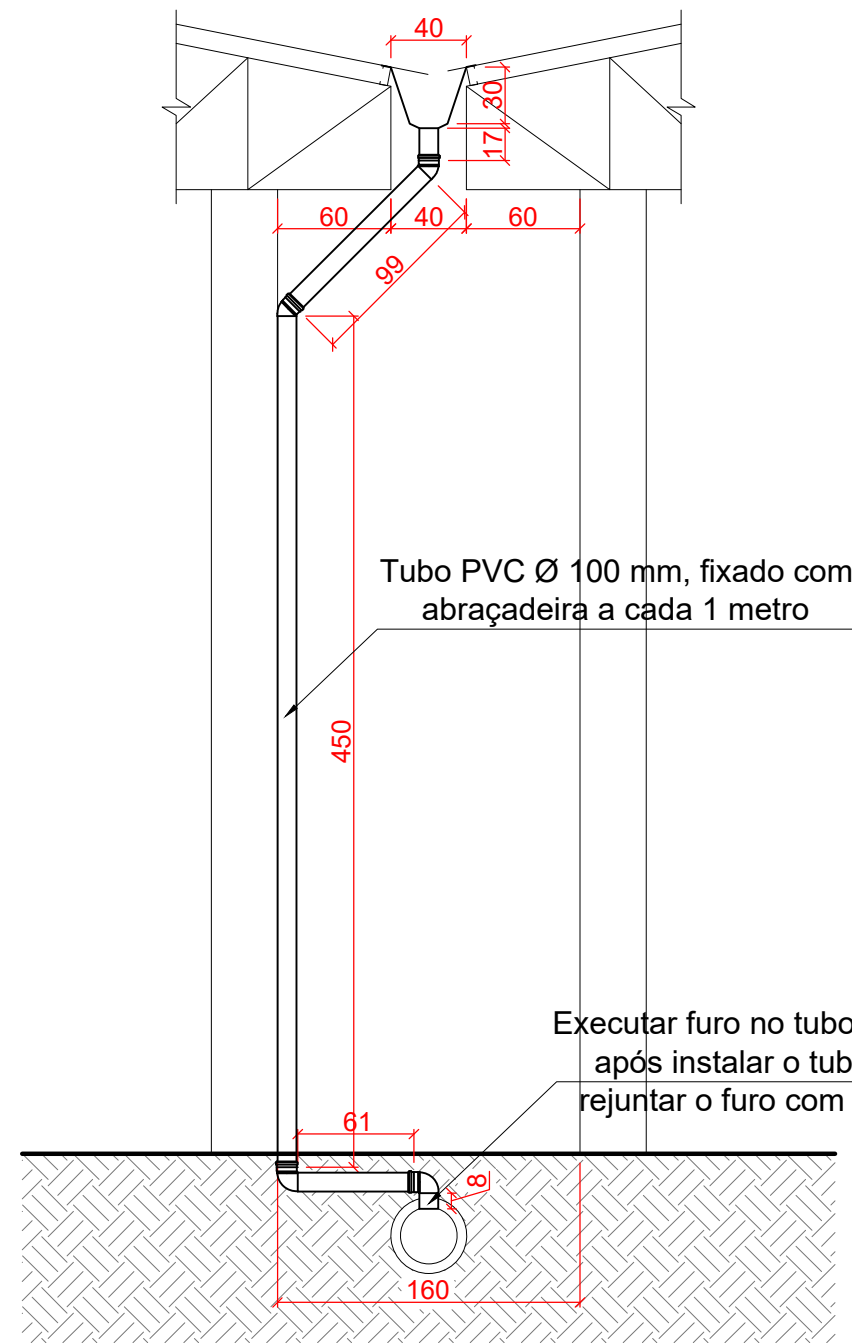 40
30
17
60
40
60
99
Tubo PVC Ø 100 mm, fixado com
abraçadeira a cada 1 metro
450
Executar furo no tubo
após instalar o tub
rejuntar o furo com
61
8
160